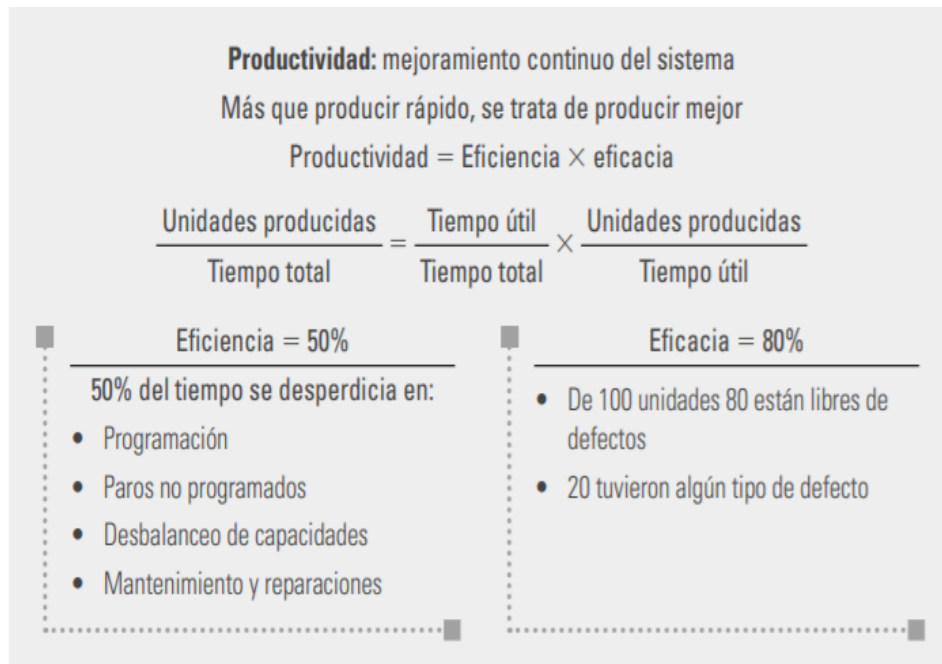 Productividad: mejoramiento continuo del sistema
Más que producir rápido, se trata de producir mejor
Productividad = Eficiencia × eficacia
Unidades producidas / Tiempo total = Tiempo útil / Tiempo total × Unidades producidas / Tiempo útil
Eficiencia = 50%
50% del tiempo se desperdicia en:
• Programación
• Paros no programados
• Desbalanceo de capacidades
• Mantenimiento y reparaciones
Eficacia = 80%
• De 100 unidades 80 están libres de
defectos
• 20 tuvieron algún tipo de defecto